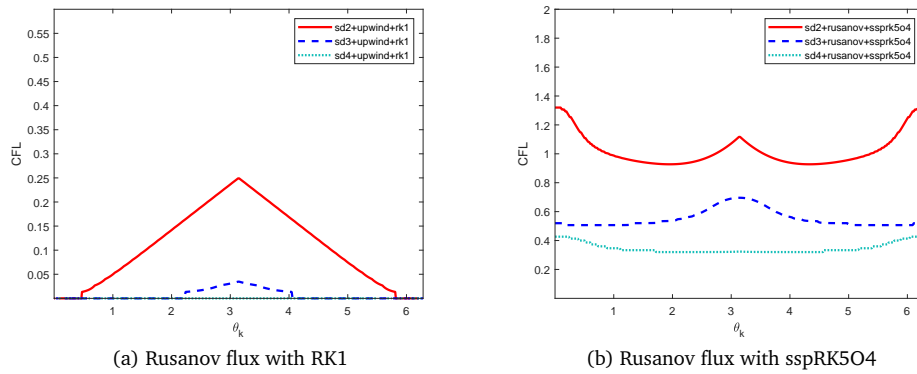 0.55
0.5
0.45
0.4
0.35
0.3
0.25
0.2
0.15
0.1
0.05
CFL
1 2 3 4 5 6
θk
sd2+upwind+rk1
sd3+upwind+rk1
sd4+upwind+rk1
(a) Rusanov flux with RK1
2
1.8
1.6
1.4
1.2
1
0.8
0.6
0.4
0.2
CFL
1 2 3 4 5 6
θk
sd2+rusanov+ssprk5o4
sd3+rusanov+ssprk5o4
sd4+rusanov+ssprk5o4
(b) Rusanov flux with sspRK5O4